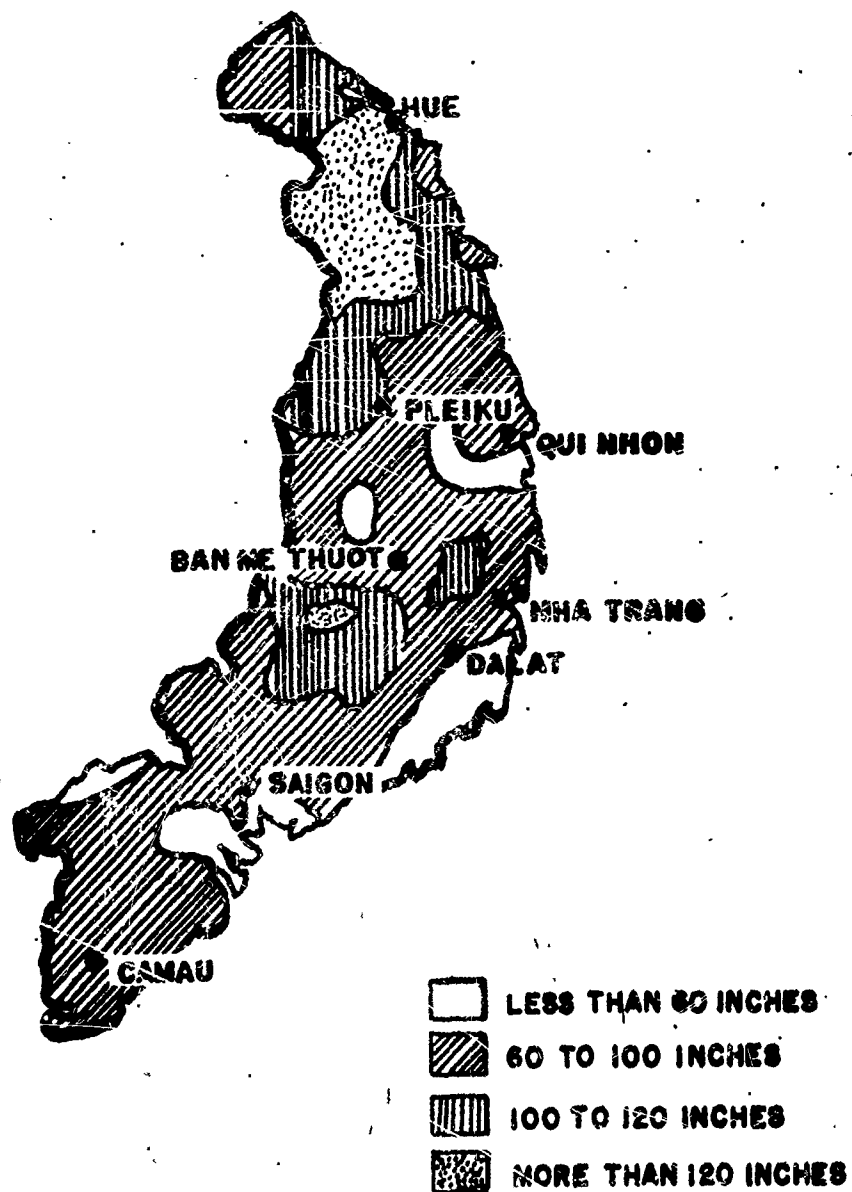 HUE
PLEIKU
QUI NHON
BAN ME THUOT
NHA TRANG
DALAT
SAIGON
CAMAU
LESS THAN 60 INCHES
60 TO 100 INCHES
100 TO 120 INCHES
MORE THAN 120 INCHES